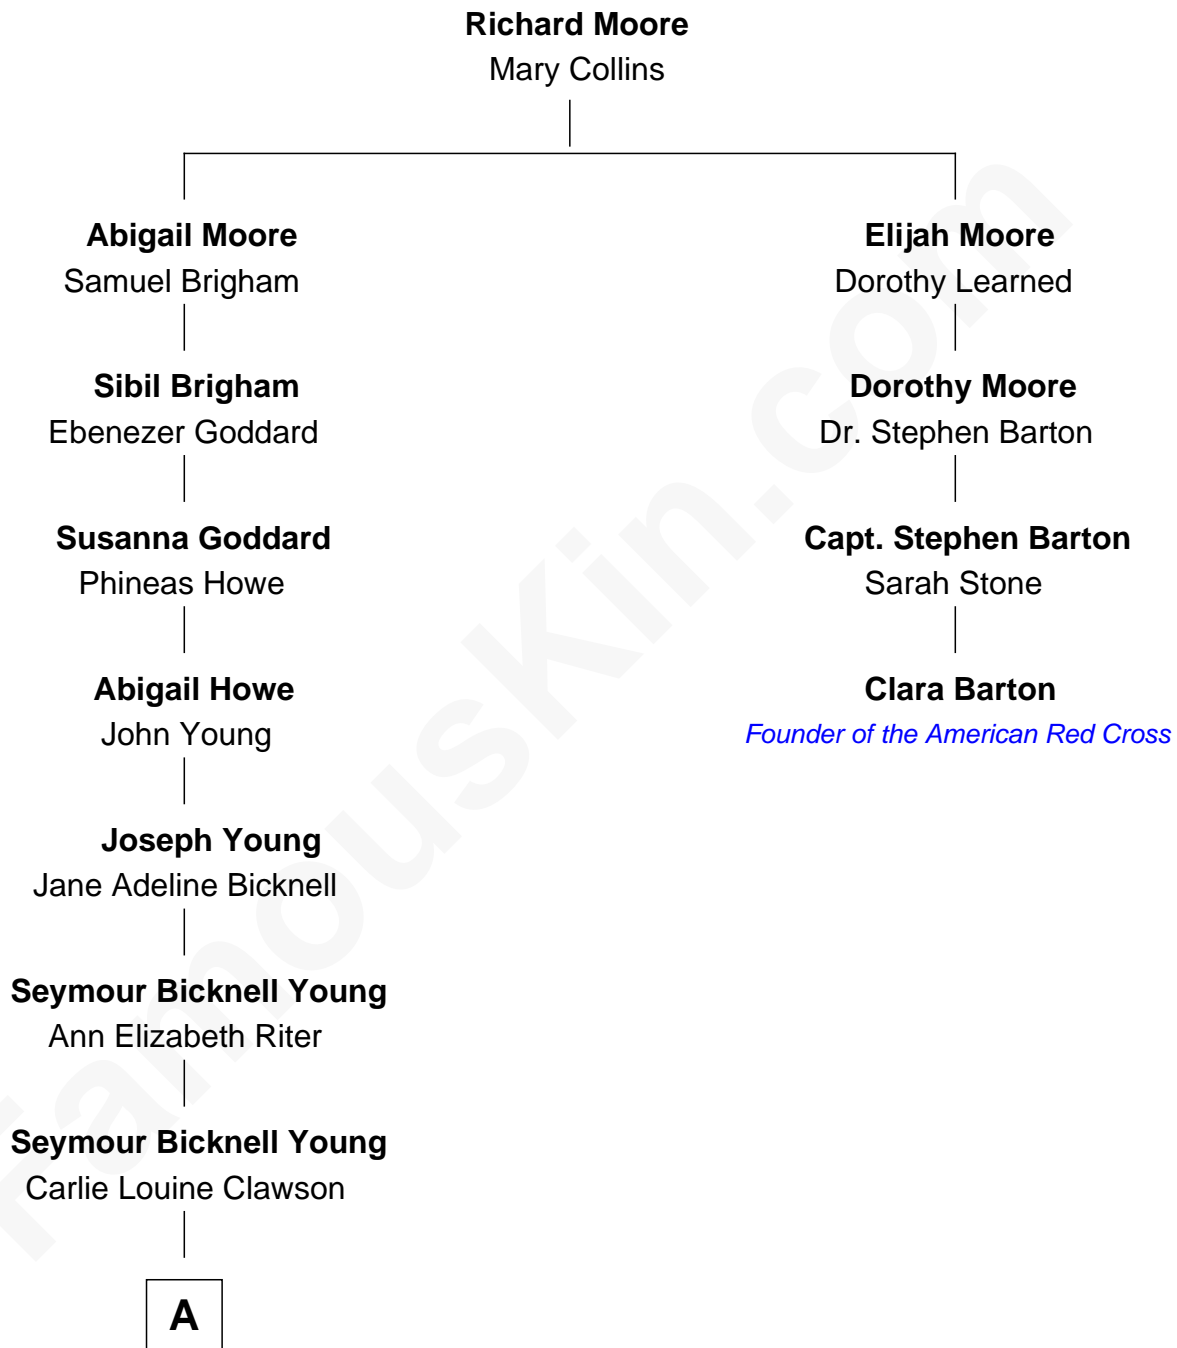 Richard Moore
Mary Collins
Abigail Moore
Samuel Brigham
Elijah Moore
Dorothy Learned
Sibil Brigham
Ebenezer Goddard
Dorothy Moore
Dr. Stephen Barton
Susanna Goddard
Phineas Howe
Capt. Stephen Barton
Sarah Stone
Abigail Howe
John Young
Clara Barton
Founder of the American Red Cross
Joseph Young
Jane Adeline Bicknell
Seymour Bicknell Young
Ann Elizabeth Riter
Seymour Bicknell Young
Carlie Louine Clawson
A
FamousKin.com